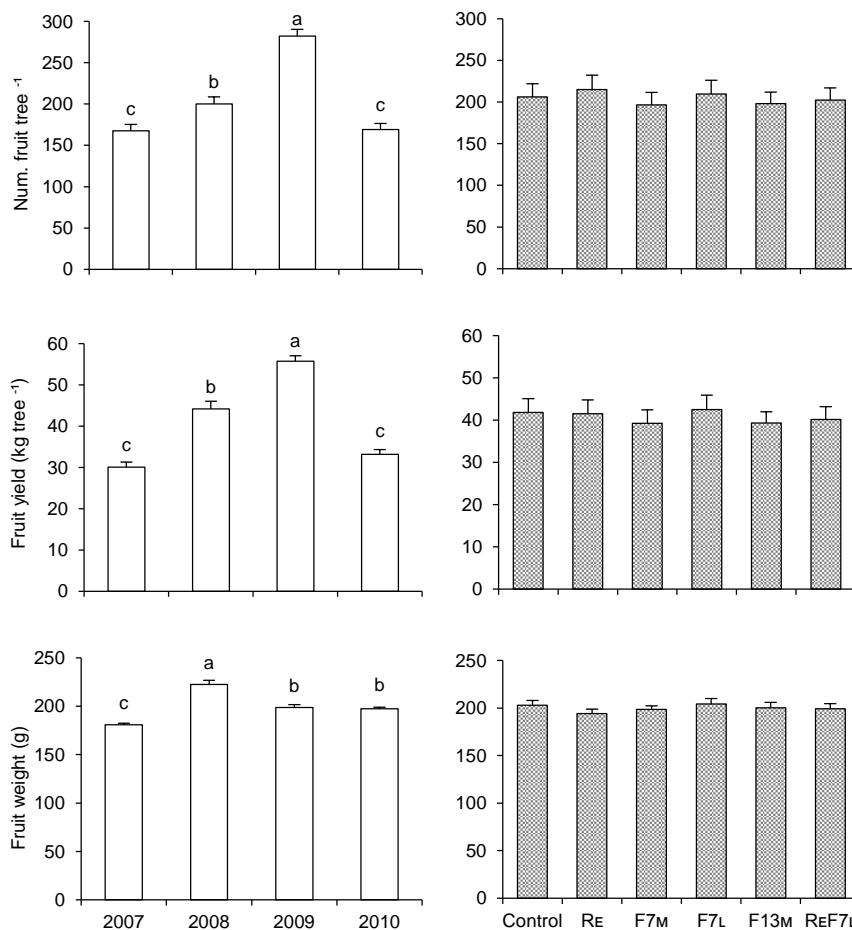 300
250
200
150
100
50
0
Num. fruit tree -1
c
b
a
c
300
250
200
150
100
50
0
60
50
40
30
20
10
0
Fruit yield (kg tree -1)
c
b
a
c
60
50
40
30
20
10
0
250
200
150
100
50
0
Fruit weight (g)
c
a
b
b
2007 2008 2009 2010
250
200
150
100
50
0
Control RE F7M F7L F13M REF7L